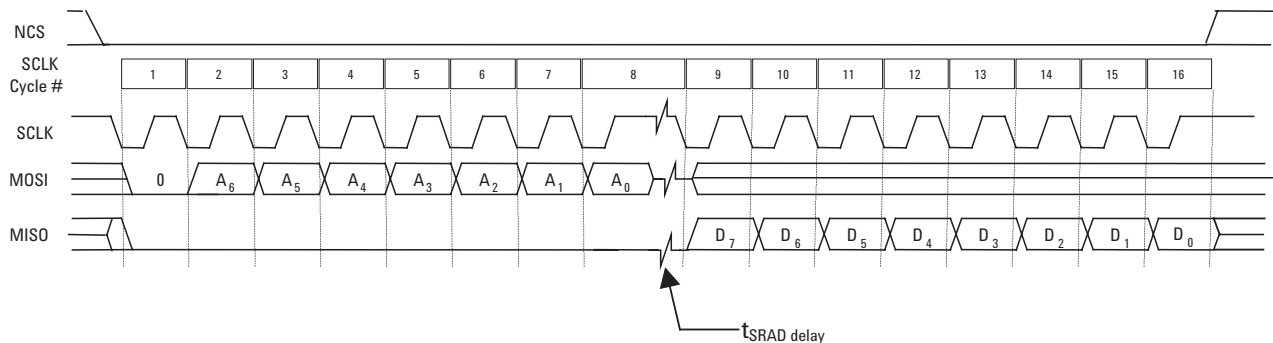 NCS
SCLK
Cycle #
1 2 3 4 5 6 7 8 9 10 11 12 13 14 15 16
SCLK
MOSI 0 A6 A5 A4 A3 A2 A1 A0
MISO D7 D6 D5 D4 D3 D2 D1 D0
tSRAD delay